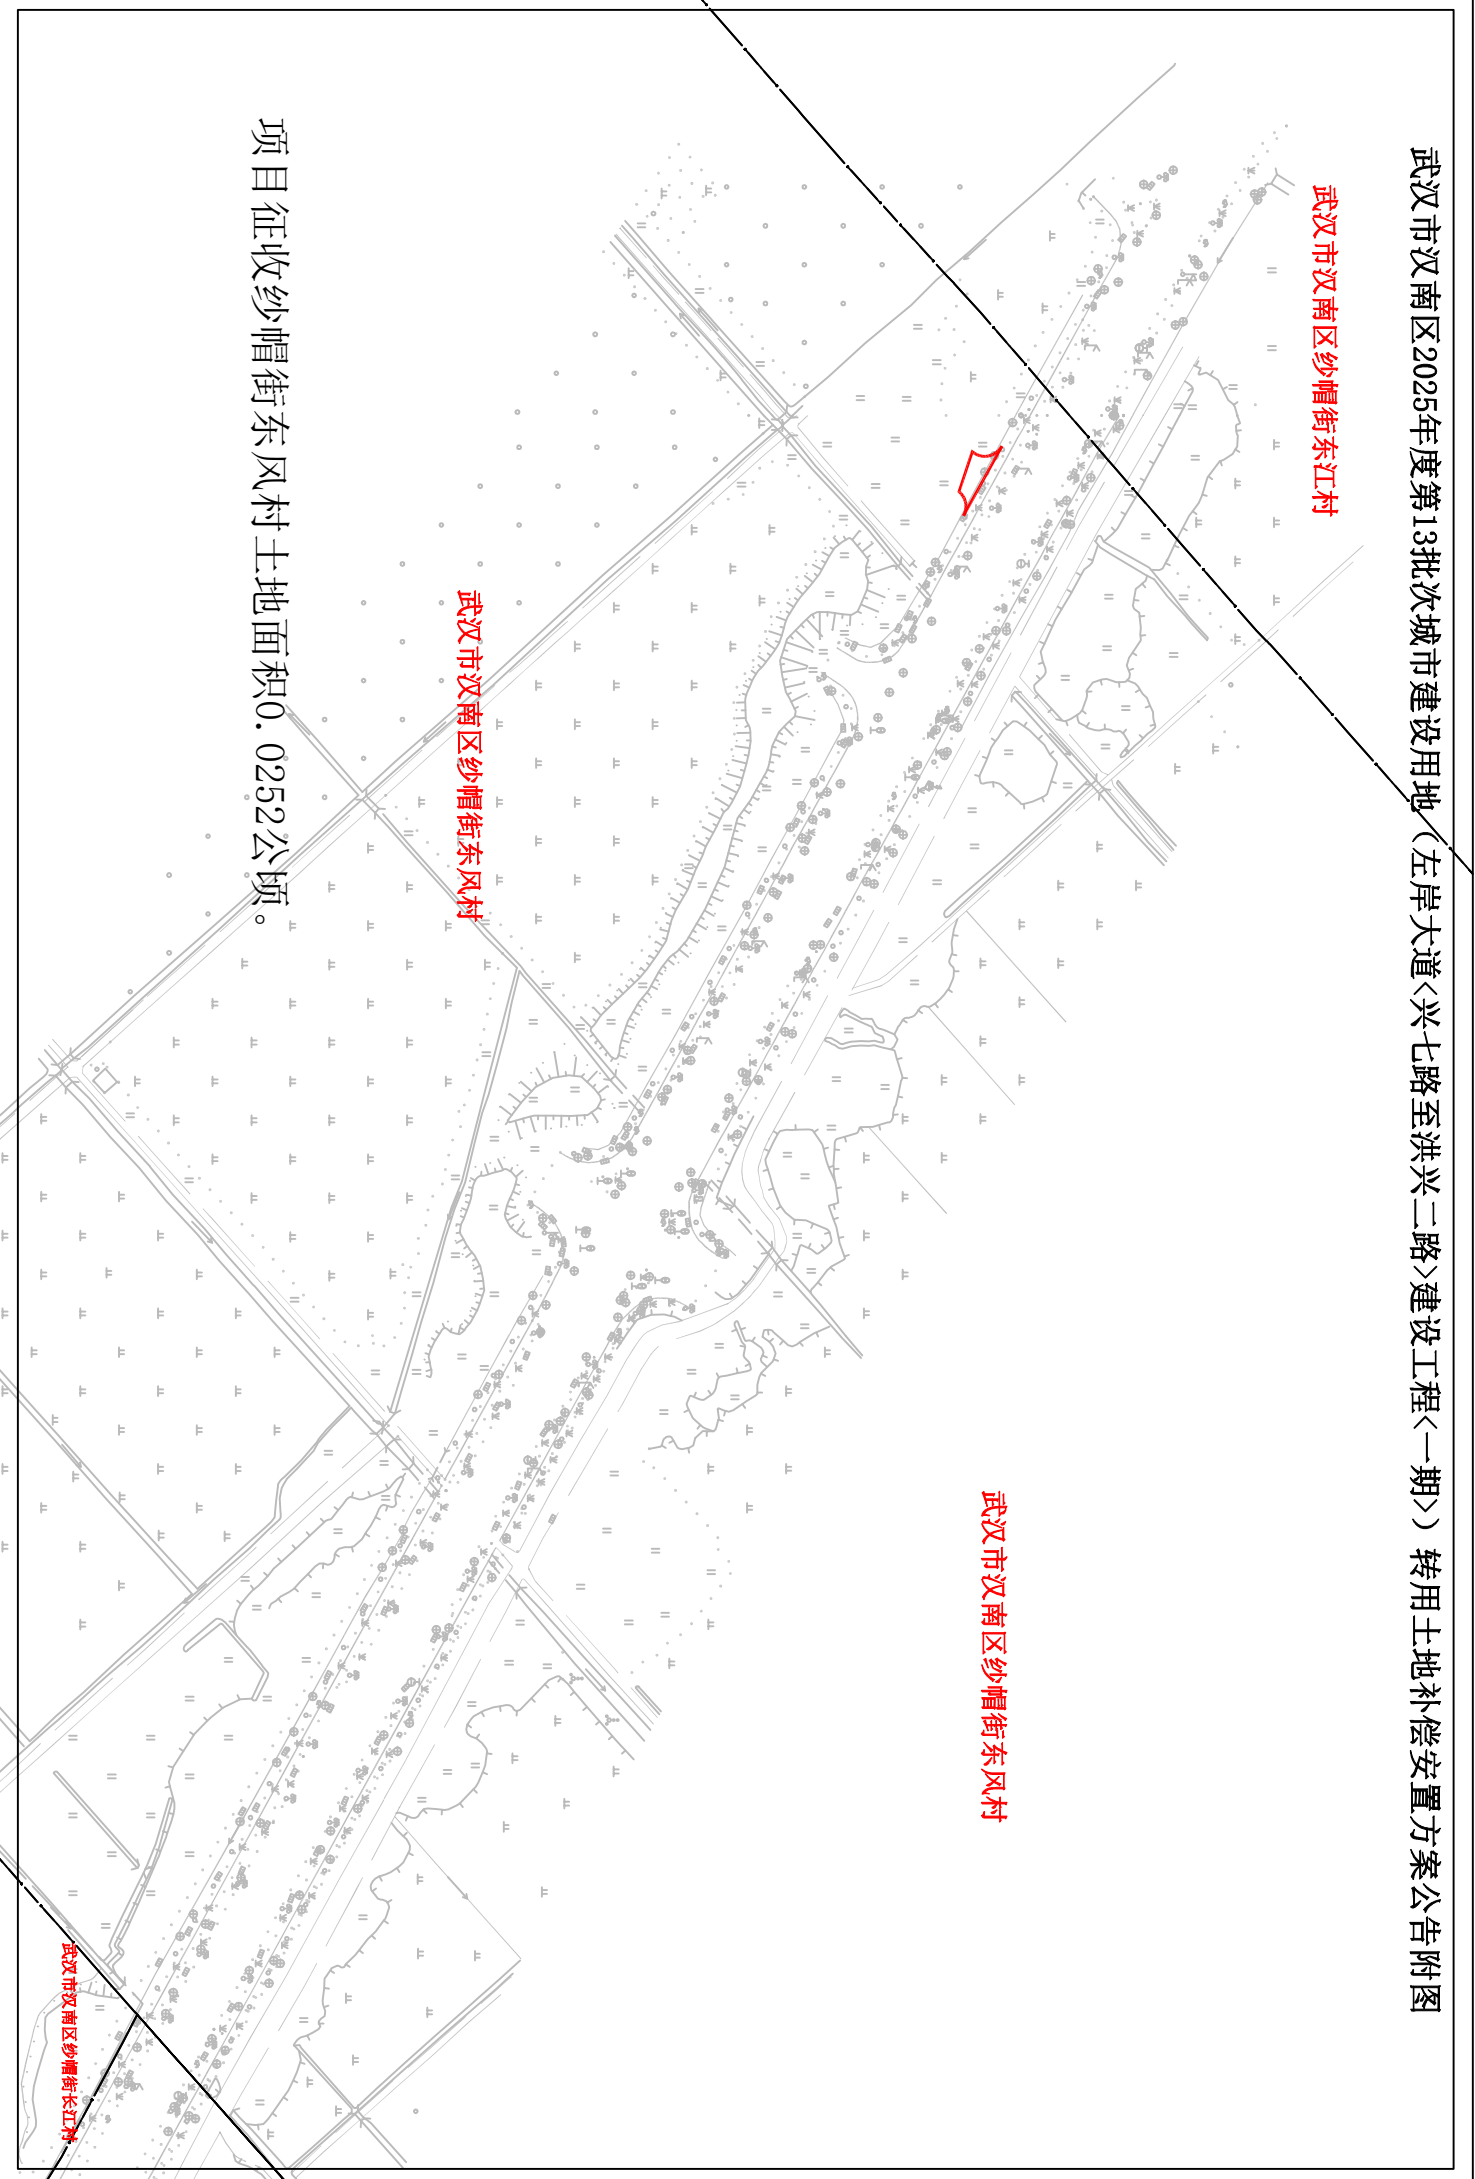 武汉市汉南区2025年度第13批次城市建设用地（左岸大道<兴七路至洪兴二路>建设工程<一期>）转用土地补偿安置方案公告附图
武汉市汉南区纱帽街东江村
武汉市汉南区纱帽街东风村
武汉市汉南区纱帽街东风村
项目征收纱帽街东风村土地面积0.0252公顷。
武汉市汉南区纱帽街长江村